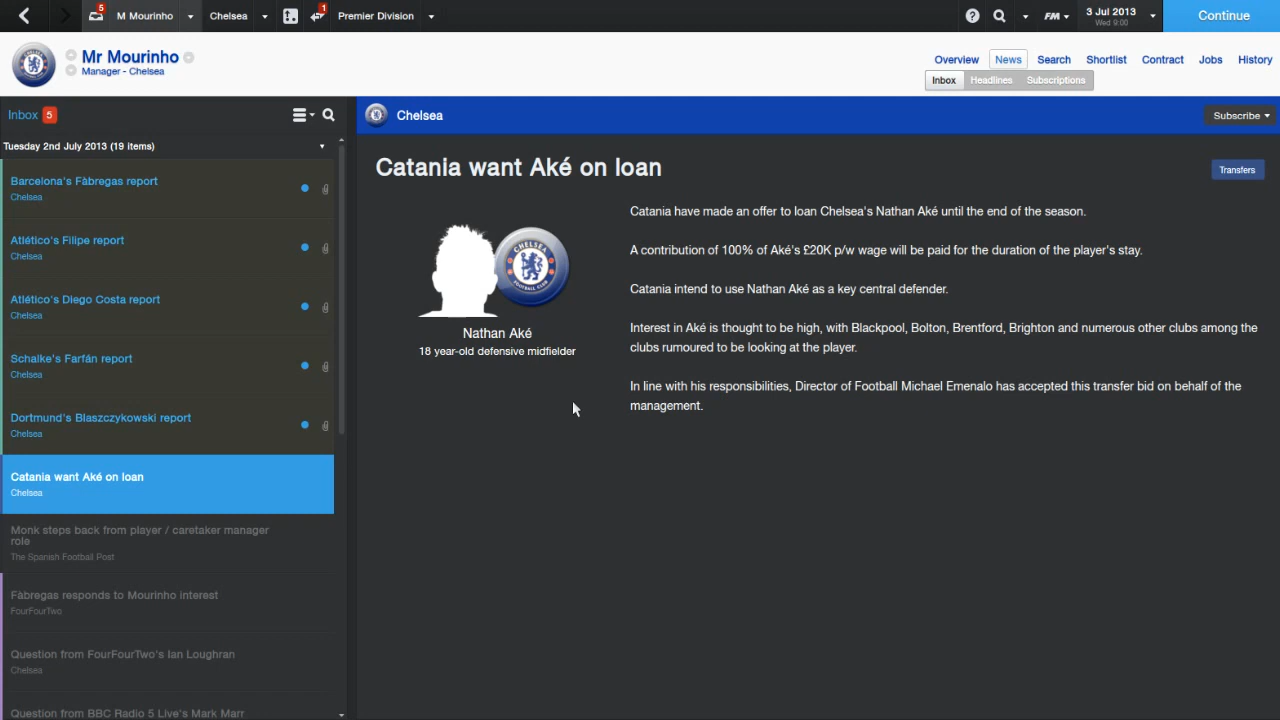 5
M Mourinho
Chelsea
1
Premier Division
FM
3 Jul 2013
Wed 9:00
Continue
Mr Mourinho
Manager - Chelsea
Overview
News
Search
Shortlist
Contract
Jobs
History
Inbox
Headlines
Subscriptions
Inbox 5
Chelsea
Subscribe
Tuesday 2nd July 2013 (19 items)
Barcelona's Fàbregas report
Chelsea
Atlético's Filipe report
Chelsea
Atlético's Diego Costa report
Chelsea
Schalke's Farfán report
Chelsea
Dortmund's Blaszczykowski report
Chelsea
Catania want Aké on loan
Chelsea
Monk steps back from player / caretaker manager
role
The Spanish Football Post
Fàbregas responds to Mourinho interest
FourFourTwo
Question from FourFourTwo's Ian Loughran
Chelsea
Question from BBC Radio 5 Live's Mark Marr
Catania want Aké on loan
Transfers
CHELSEA
FOOTBALL CLUB
Nathan Aké
18 year-old defensive midfielder
Catania have made an offer to loan Chelsea's Nathan Aké until the end of the season.
A contribution of 100% of Aké's £20K p/w wage will be paid for the duration of the player's stay.
Catania intend to use Nathan Aké as a key central defender.
Interest in Aké is thought to be high, with Blackpool, Bolton, Brentford, Brighton and numerous other clubs among the
clubs rumoured to be looking at the player.
In line with his responsibilities, Director of Football Michael Emenalo has accepted this transfer bid on behalf of the
management.